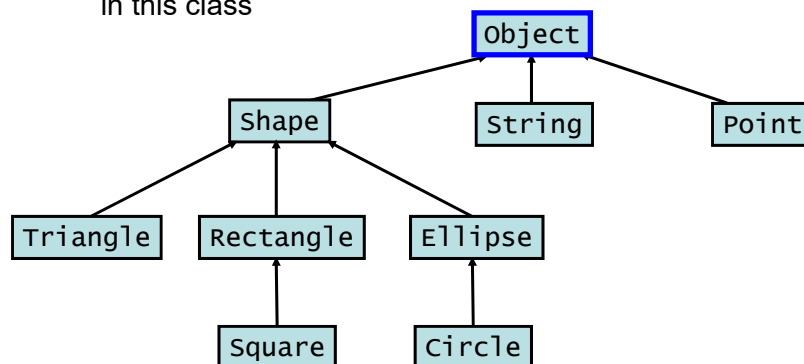 in this class
Object
Shape
String
Point
Triangle
Rectangle
Ellipse
Square
Circle